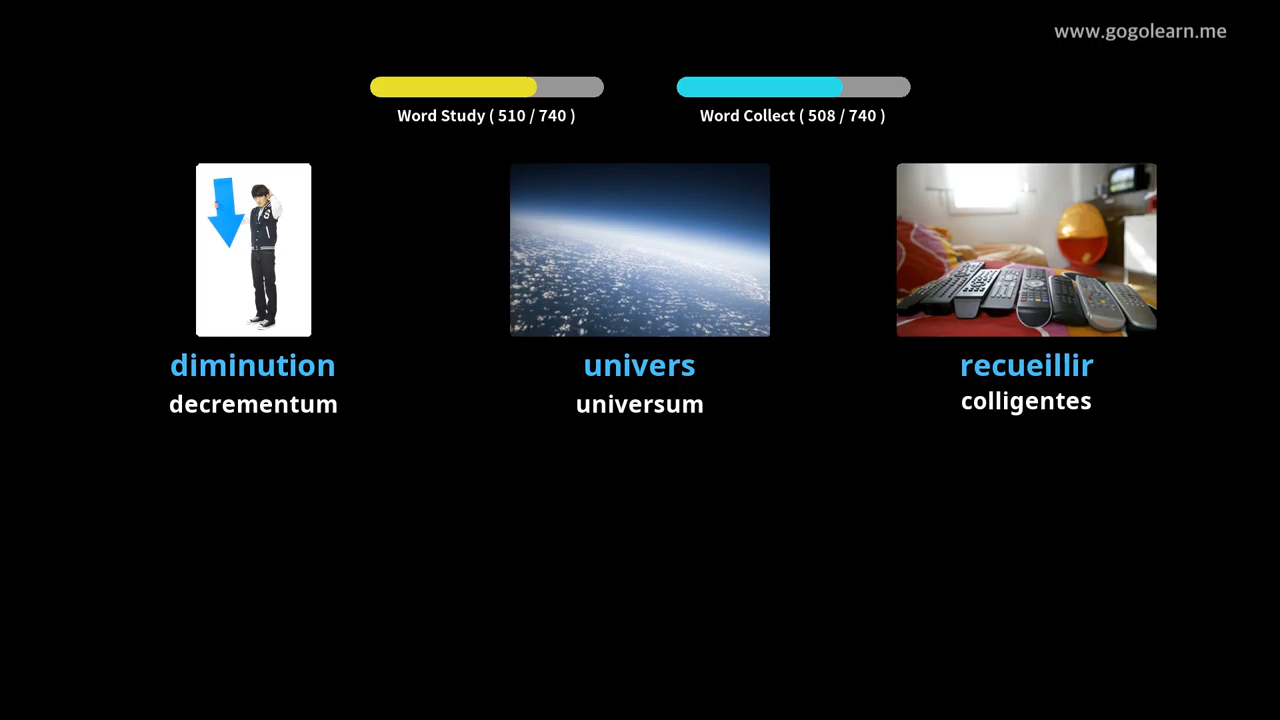 www.gogolearn.me
Word Study ( 510 / 740 )
Word Collect ( 508 / 740 )
diminution
decrementum
univers
universum
recueillir
colligentes